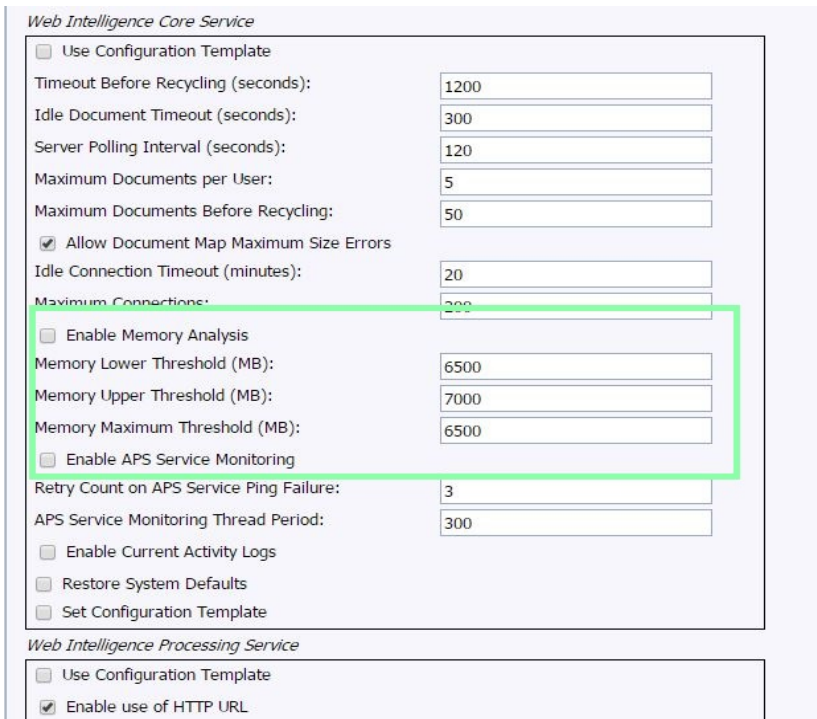 Web Intelligence Core Service
Use Configuration Template
Timeout Before Recycling (seconds): 1200
Idle Document Timeout (seconds): 300
Server Polling Interval (seconds): 120
Maximum Documents per User: 5
Maximum Documents Before Recycling: 50
Allow Document Map Maximum Size Errors
Idle Connection Timeout (minutes): 20
Maximum Connections: 200
Enable Memory Analysis
Memory Lower Threshold (MB): 6500
Memory Upper Threshold (MB): 7000
Memory Maximum Threshold (MB): 6500
Enable APS Service Monitoring
Retry Count on APS Service Ping Failure: 3
APS Service Monitoring Thread Period: 300
Enable Current Activity Logs
Restore System Defaults
Set Configuration Template
Web Intelligence Processing Service
Use Configuration Template
Enable use of HTTP URL